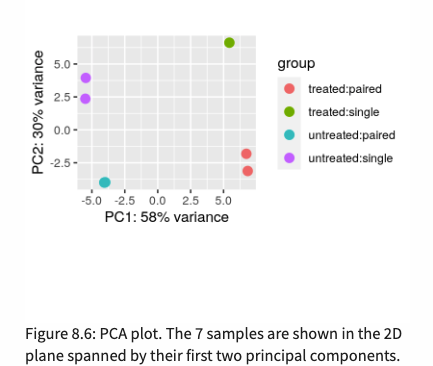 group
treated:paired
treated:single
untreated:paired
untreated:single
PC2: 30% variance
5.0
2.5
0.0
-2.5
-5.0 -2.5 0.0 2.5 5.0
PC1: 58% variance
Figure 8.6: PCA plot. The 7 samples are shown in the 2D
plane spanned by their first two principal components.